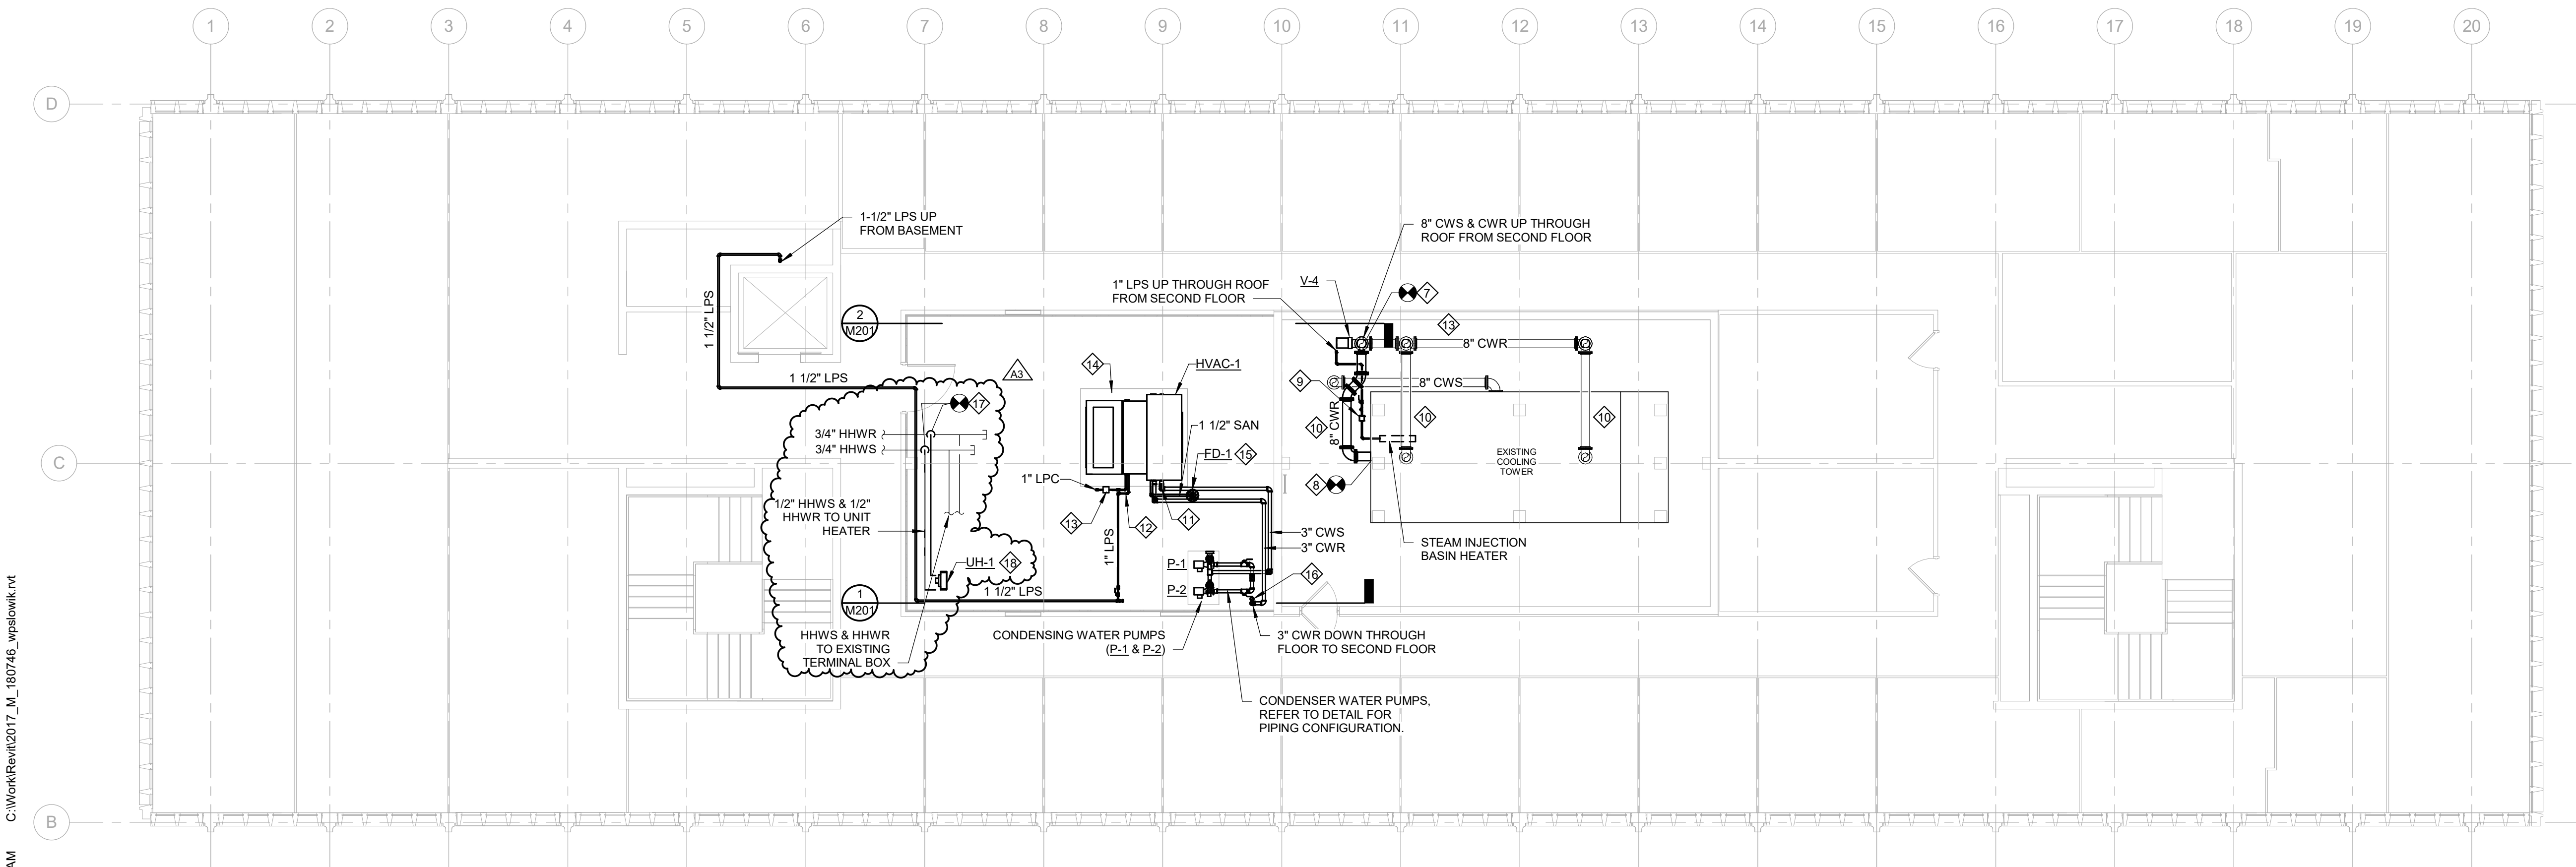 1
2
3
4
5
6
7
8
9
10
11
12
13
14
15
16
17
18
19
20
D
C
B
1-1/2" LPS UP
FROM BASEMENT
1 1/2" LPS
1 1/2" LPS
2
M201
A3
14
HVAC-1
17
3/4" HHWR
3/4" HHWS
1 1/2" SAN
FD-1
15
1" LPC
13
12
11
1/2" HHWS & 1/2"
HHWR TO UNIT
HEATER
1" LPS
UH-1
18
1 1/2" LPS
1
M201
HHWS & HHWR
TO EXISTING
TERMINAL BOX
3" CWS
3" CWR
P-1
P-2
16
CONDENSING WATER PUMPS
(P-1 & P-2)
3" CWR DOWN THROUGH
FLOOR TO SECOND FLOOR
CONDENSER WATER PUMPS,
REFER TO DETAIL FOR
PIPING CONFIGURATION.
8" CWS & CWR UP THROUGH
ROOF FROM SECOND FLOOR
1" LPS UP THROUGH ROOF
FROM SECOND FLOOR
V-4
7
13
8" CWR
9
8" CWS
10
8" CWR
10
10
EXISTING
COOLING
TOWER
8
STEAM INJECTION
BASIN HEATER
C:\Work\Revit\2017_M_180746_wpslowik.rvt
AM